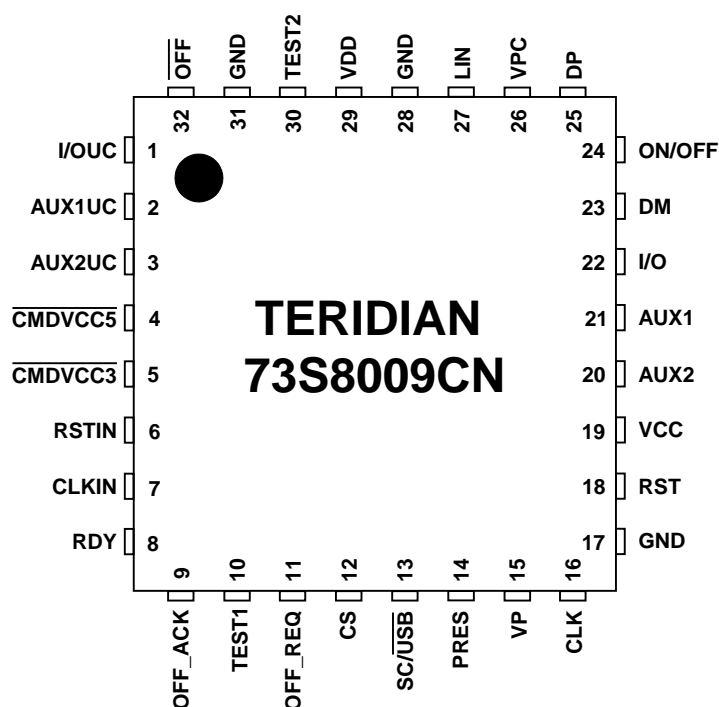 OFF
GND
TEST2
VDD
GND
LIN
VPC
DP
32
31
30
29
28
27
26
25
I/OUC 1
24 ON/OFF
AUX1UC 2
23 DM
AUX2UC 3
22 I/O
CMDVCC5 4
21 AUX1
TERIDIAN
73S8009CN
CMDVCC3 5
20 AUX2
RSTIN 6
19 VCC
CLKIN 7
18 RST
RDY 8
17 GND
9
10
11
12
13
14
15
16
OFF_ACK
TEST1
OFF_REQ
CS
SC/USB
PRES
VP
CLK